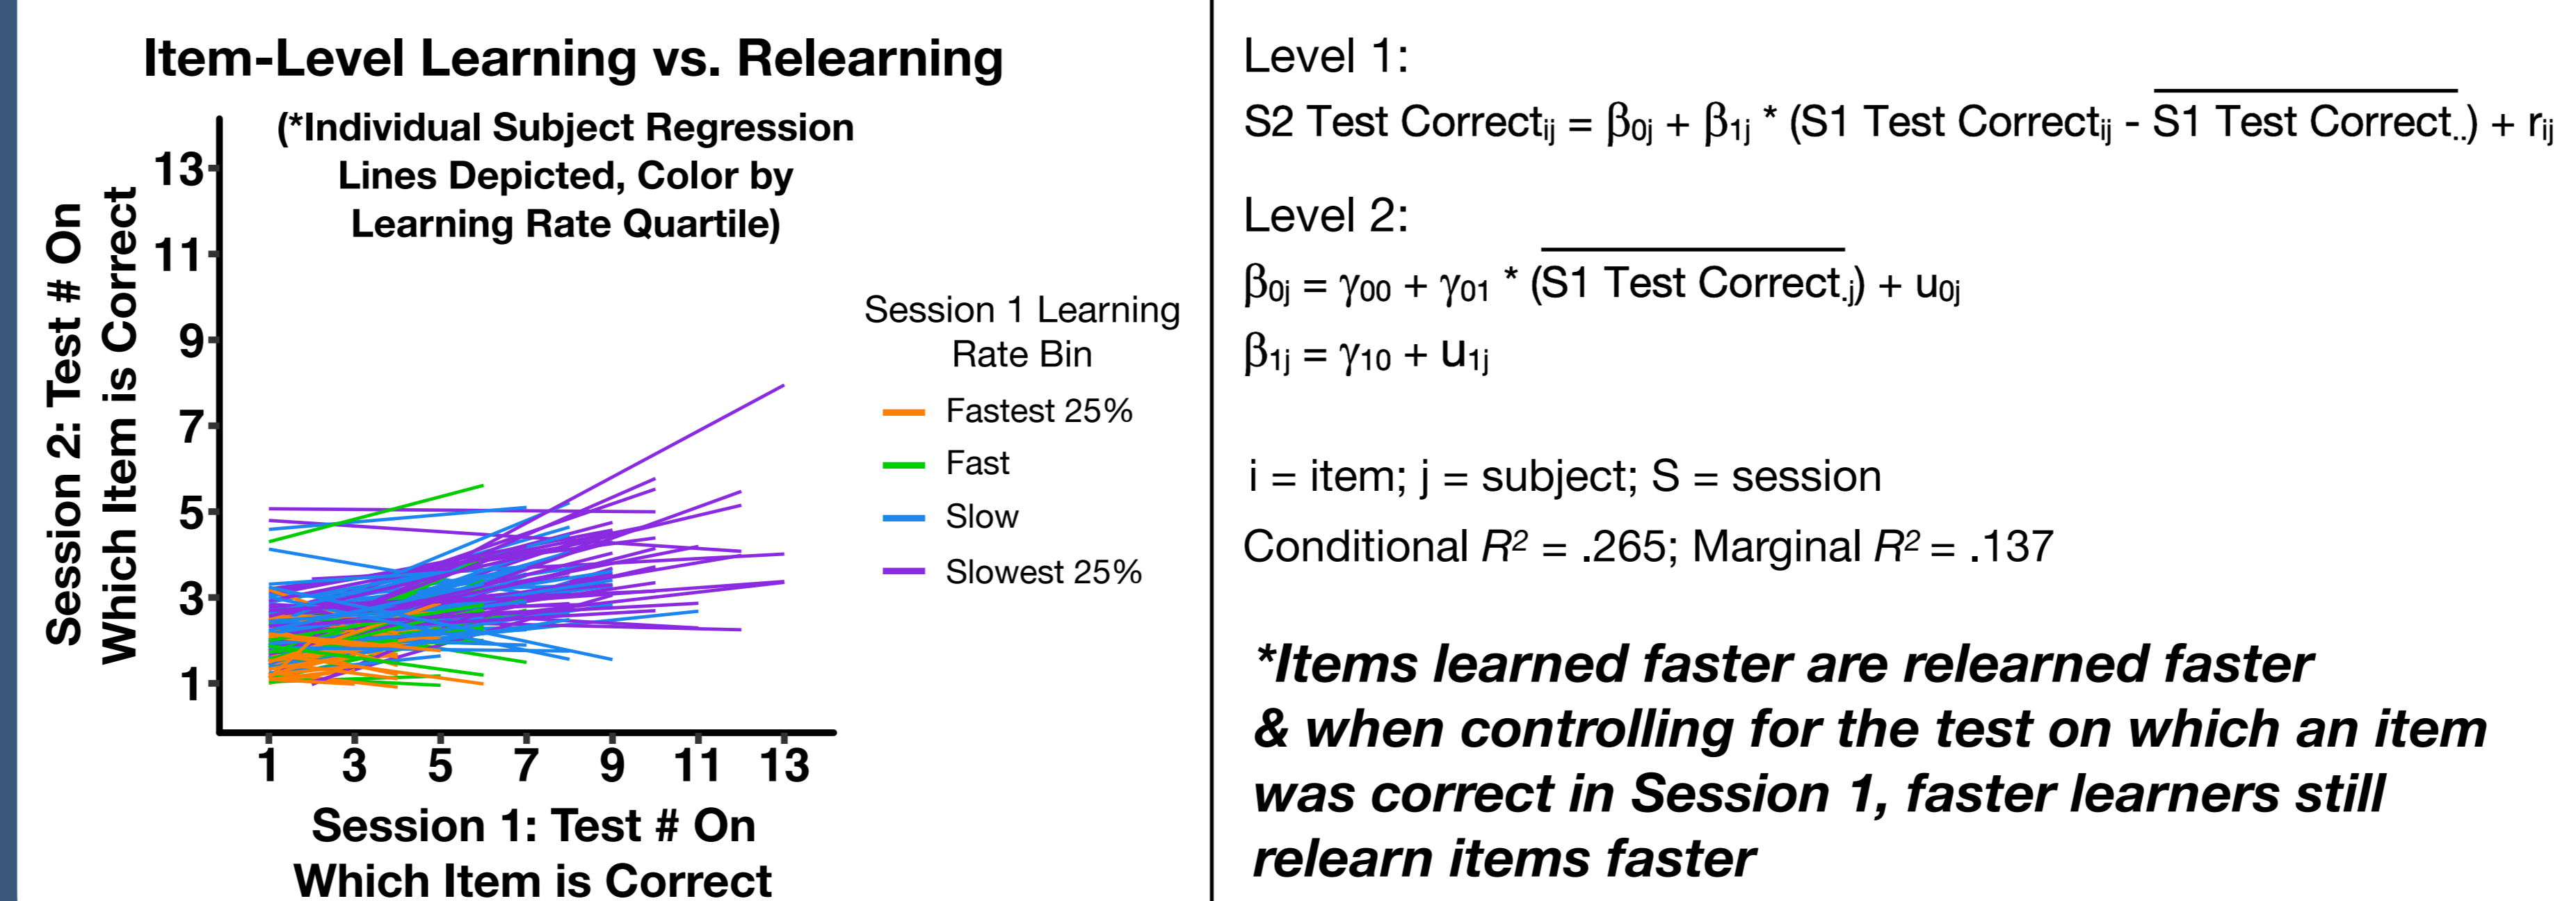 Item-Level Learning vs. Relearning
(*Individual Subject Regression
Lines Depicted, Color by
Learning Rate Quartile)
Session 2: Test # On
Which Item is Correct
13
11
9
7
5
3
1
1 3 5 7 9 11 13
Session 1: Test # On
Which Item is Correct
Session 1 Learning
Rate Bin
Fastest 25%
Fast
Slow
Slowest 25%
Level 1:
S2 Test Correctij = β0j + β1j * (S1 Test Correctij - S1 Test Correct..) + rij
Level 2:
β0j = γ00 + γ01 * (S1 Test Correct.j) + u0j
β1j = γ10 + u1j
i = item; j = subject; S = session
Conditional R² = .265; Marginal R² = .137
*Items learned faster are relearned faster
& when controlling for the test on which an item
was correct in Session 1, faster learners still
relearn items faster